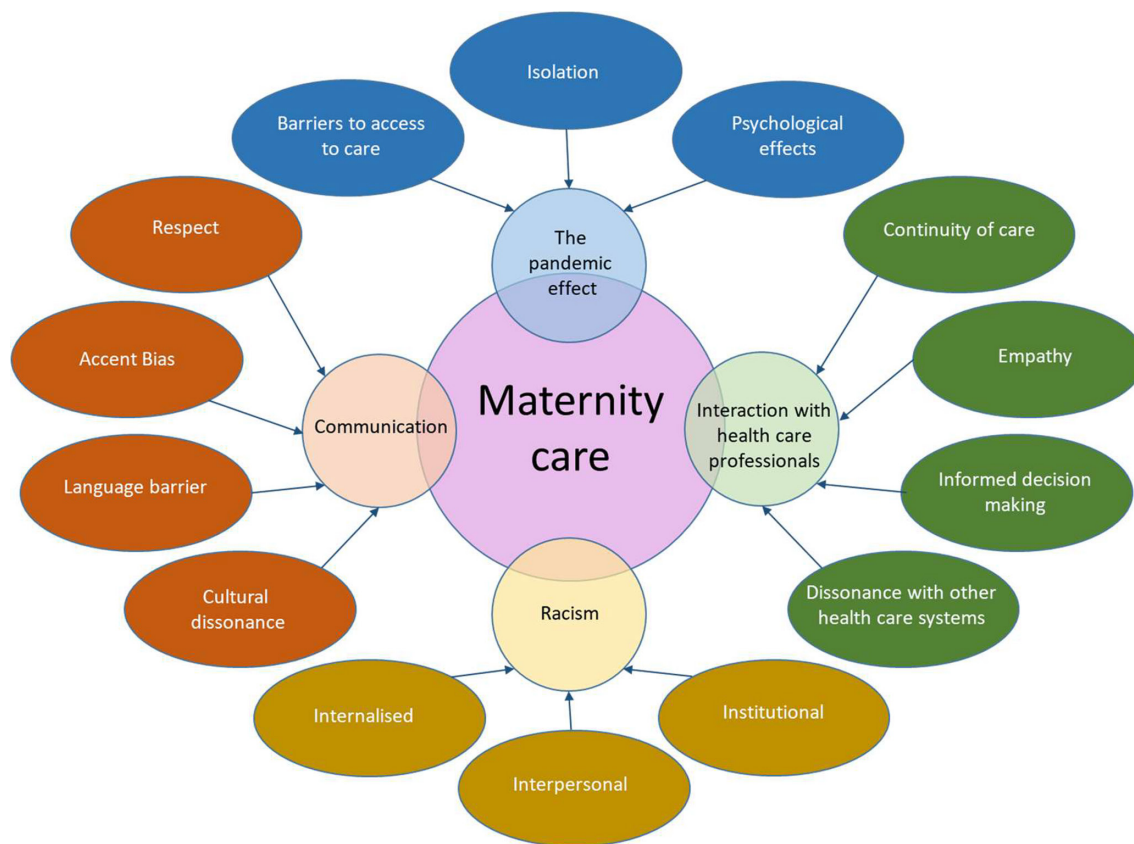 Isolation
Barriers to access
to care
Psychological
effects
Respect
The
pandemic
effect
Continuity of care
Accent Bias
Empathy
Communication
Maternity
care
Interaction with
health care
professionals
Language barrier
Informed decision
making
Cultural
dissonance
Racism
Dissonance with other
health care systems
Internalised
Institutional
Interpersonal